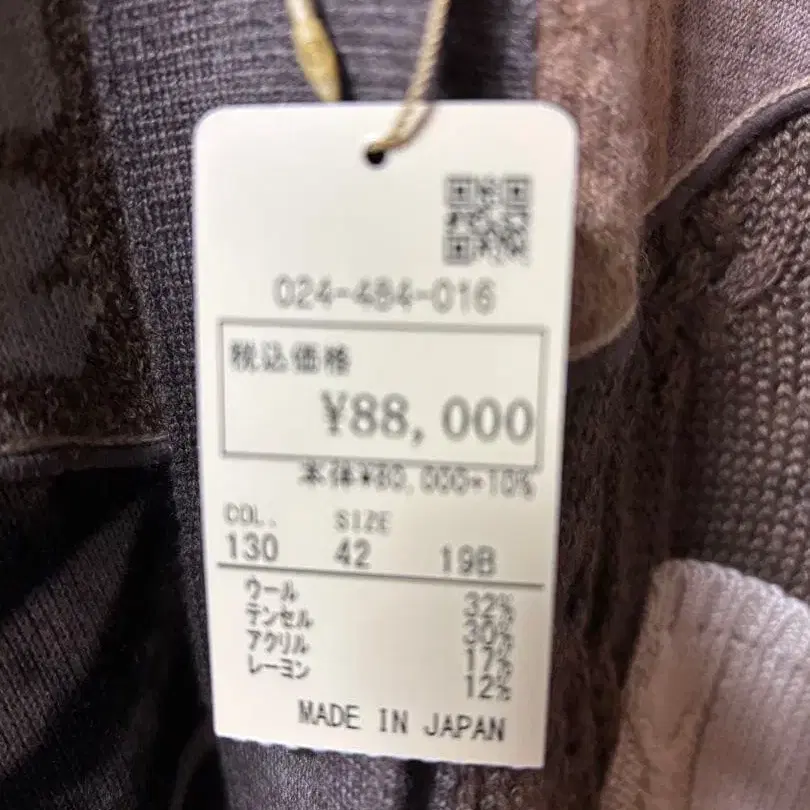 024-484-016
税込価格
¥88,000
本体¥80,000+10%
COL. SIZE
130 42 19B
ウール 32%
テンセル 30%
アクリル 17%
レーヨン 12%
MADE IN JAPAN